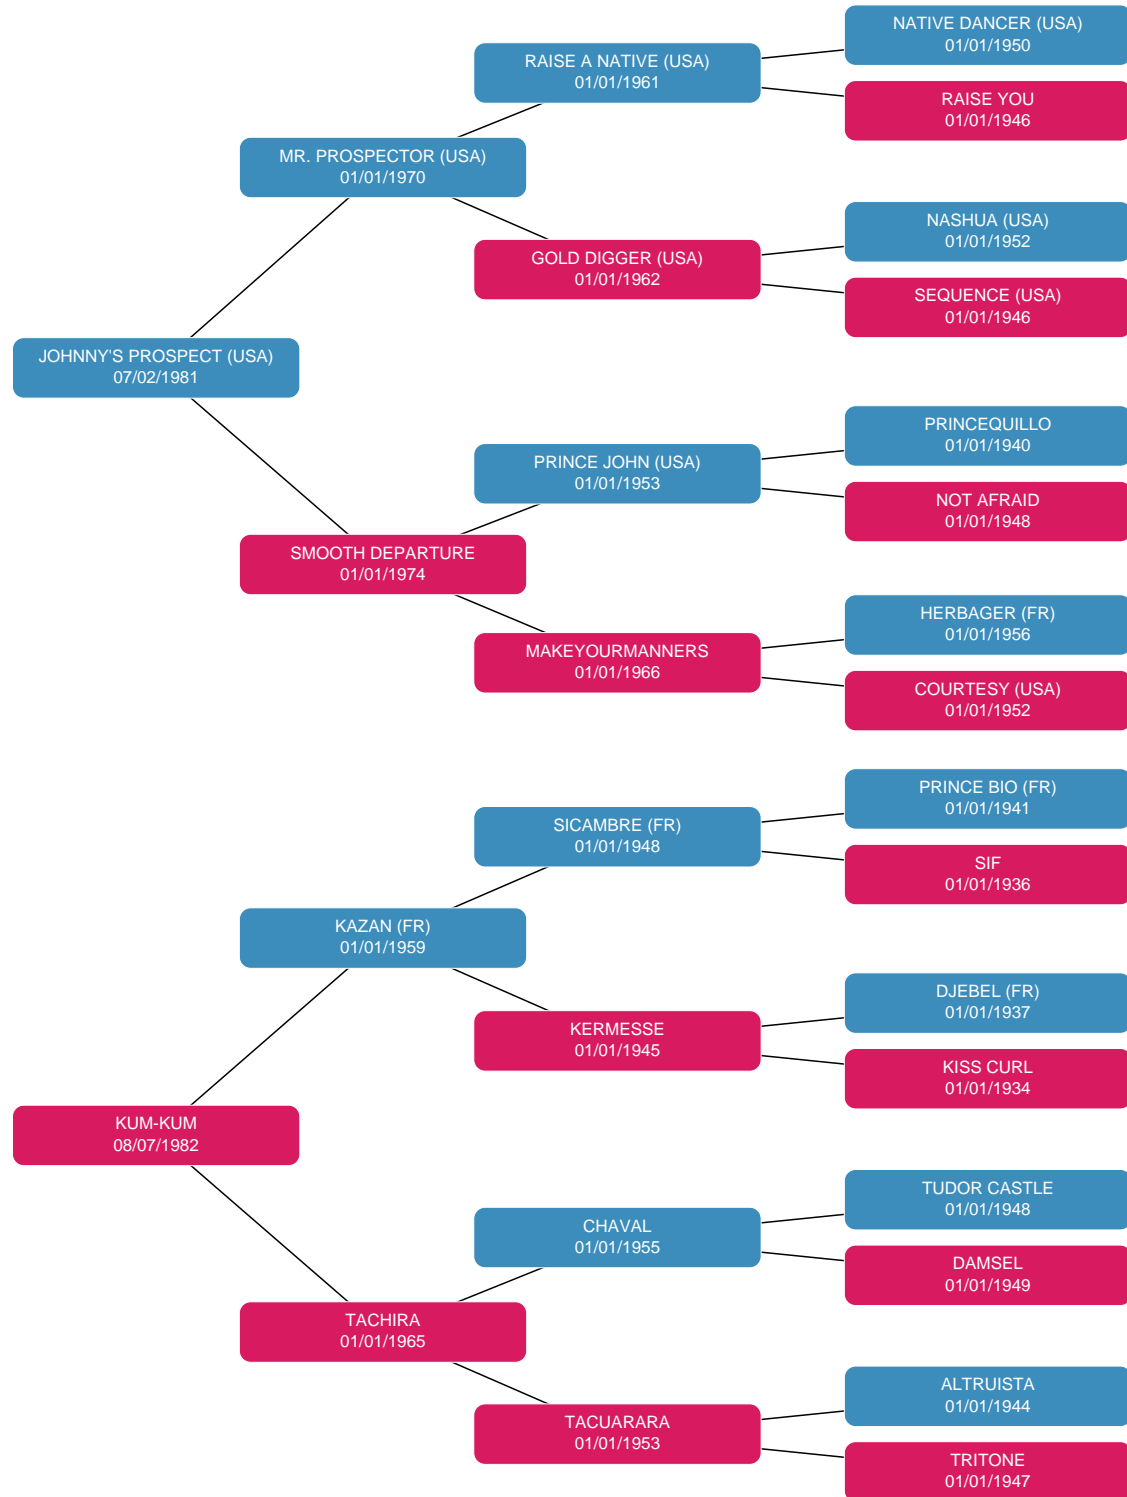 NATIVE DANCER (USA)
01/01/1950
RAISE A NATIVE (USA)
01/01/1961
RAISE YOU
01/01/1946
MR. PROSPECTOR (USA)
01/01/1970
NASHUA (USA)
01/01/1952
GOLD DIGGER (USA)
01/01/1962
SEQUENCE (USA)
01/01/1946
JOHNNY'S PROSPECT (USA)
07/02/1981
PRINCEQUILLO
01/01/1940
PRINCE JOHN (USA)
01/01/1953
NOT AFRAID
01/01/1948
SMOOTH DEPARTURE
01/01/1974
HERBAGER (FR)
01/01/1956
MAKEYOURMANNERS
01/01/1966
COURTESY (USA)
01/01/1952
PRINCE BIO (FR)
01/01/1941
SICAMBRE (FR)
01/01/1948
SIF
01/01/1936
KAZAN (FR)
01/01/1959
DJEBEL (FR)
01/01/1937
KERMESSE
01/01/1945
KISS CURL
01/01/1934
KUM-KUM
08/07/1982
TUDOR CASTLE
01/01/1948
CHAVAL
01/01/1955
DAMSEL
01/01/1949
TACHIRA
01/01/1965
ALTRUISTA
01/01/1944
TACUARARA
01/01/1953
TRITONE
01/01/1947